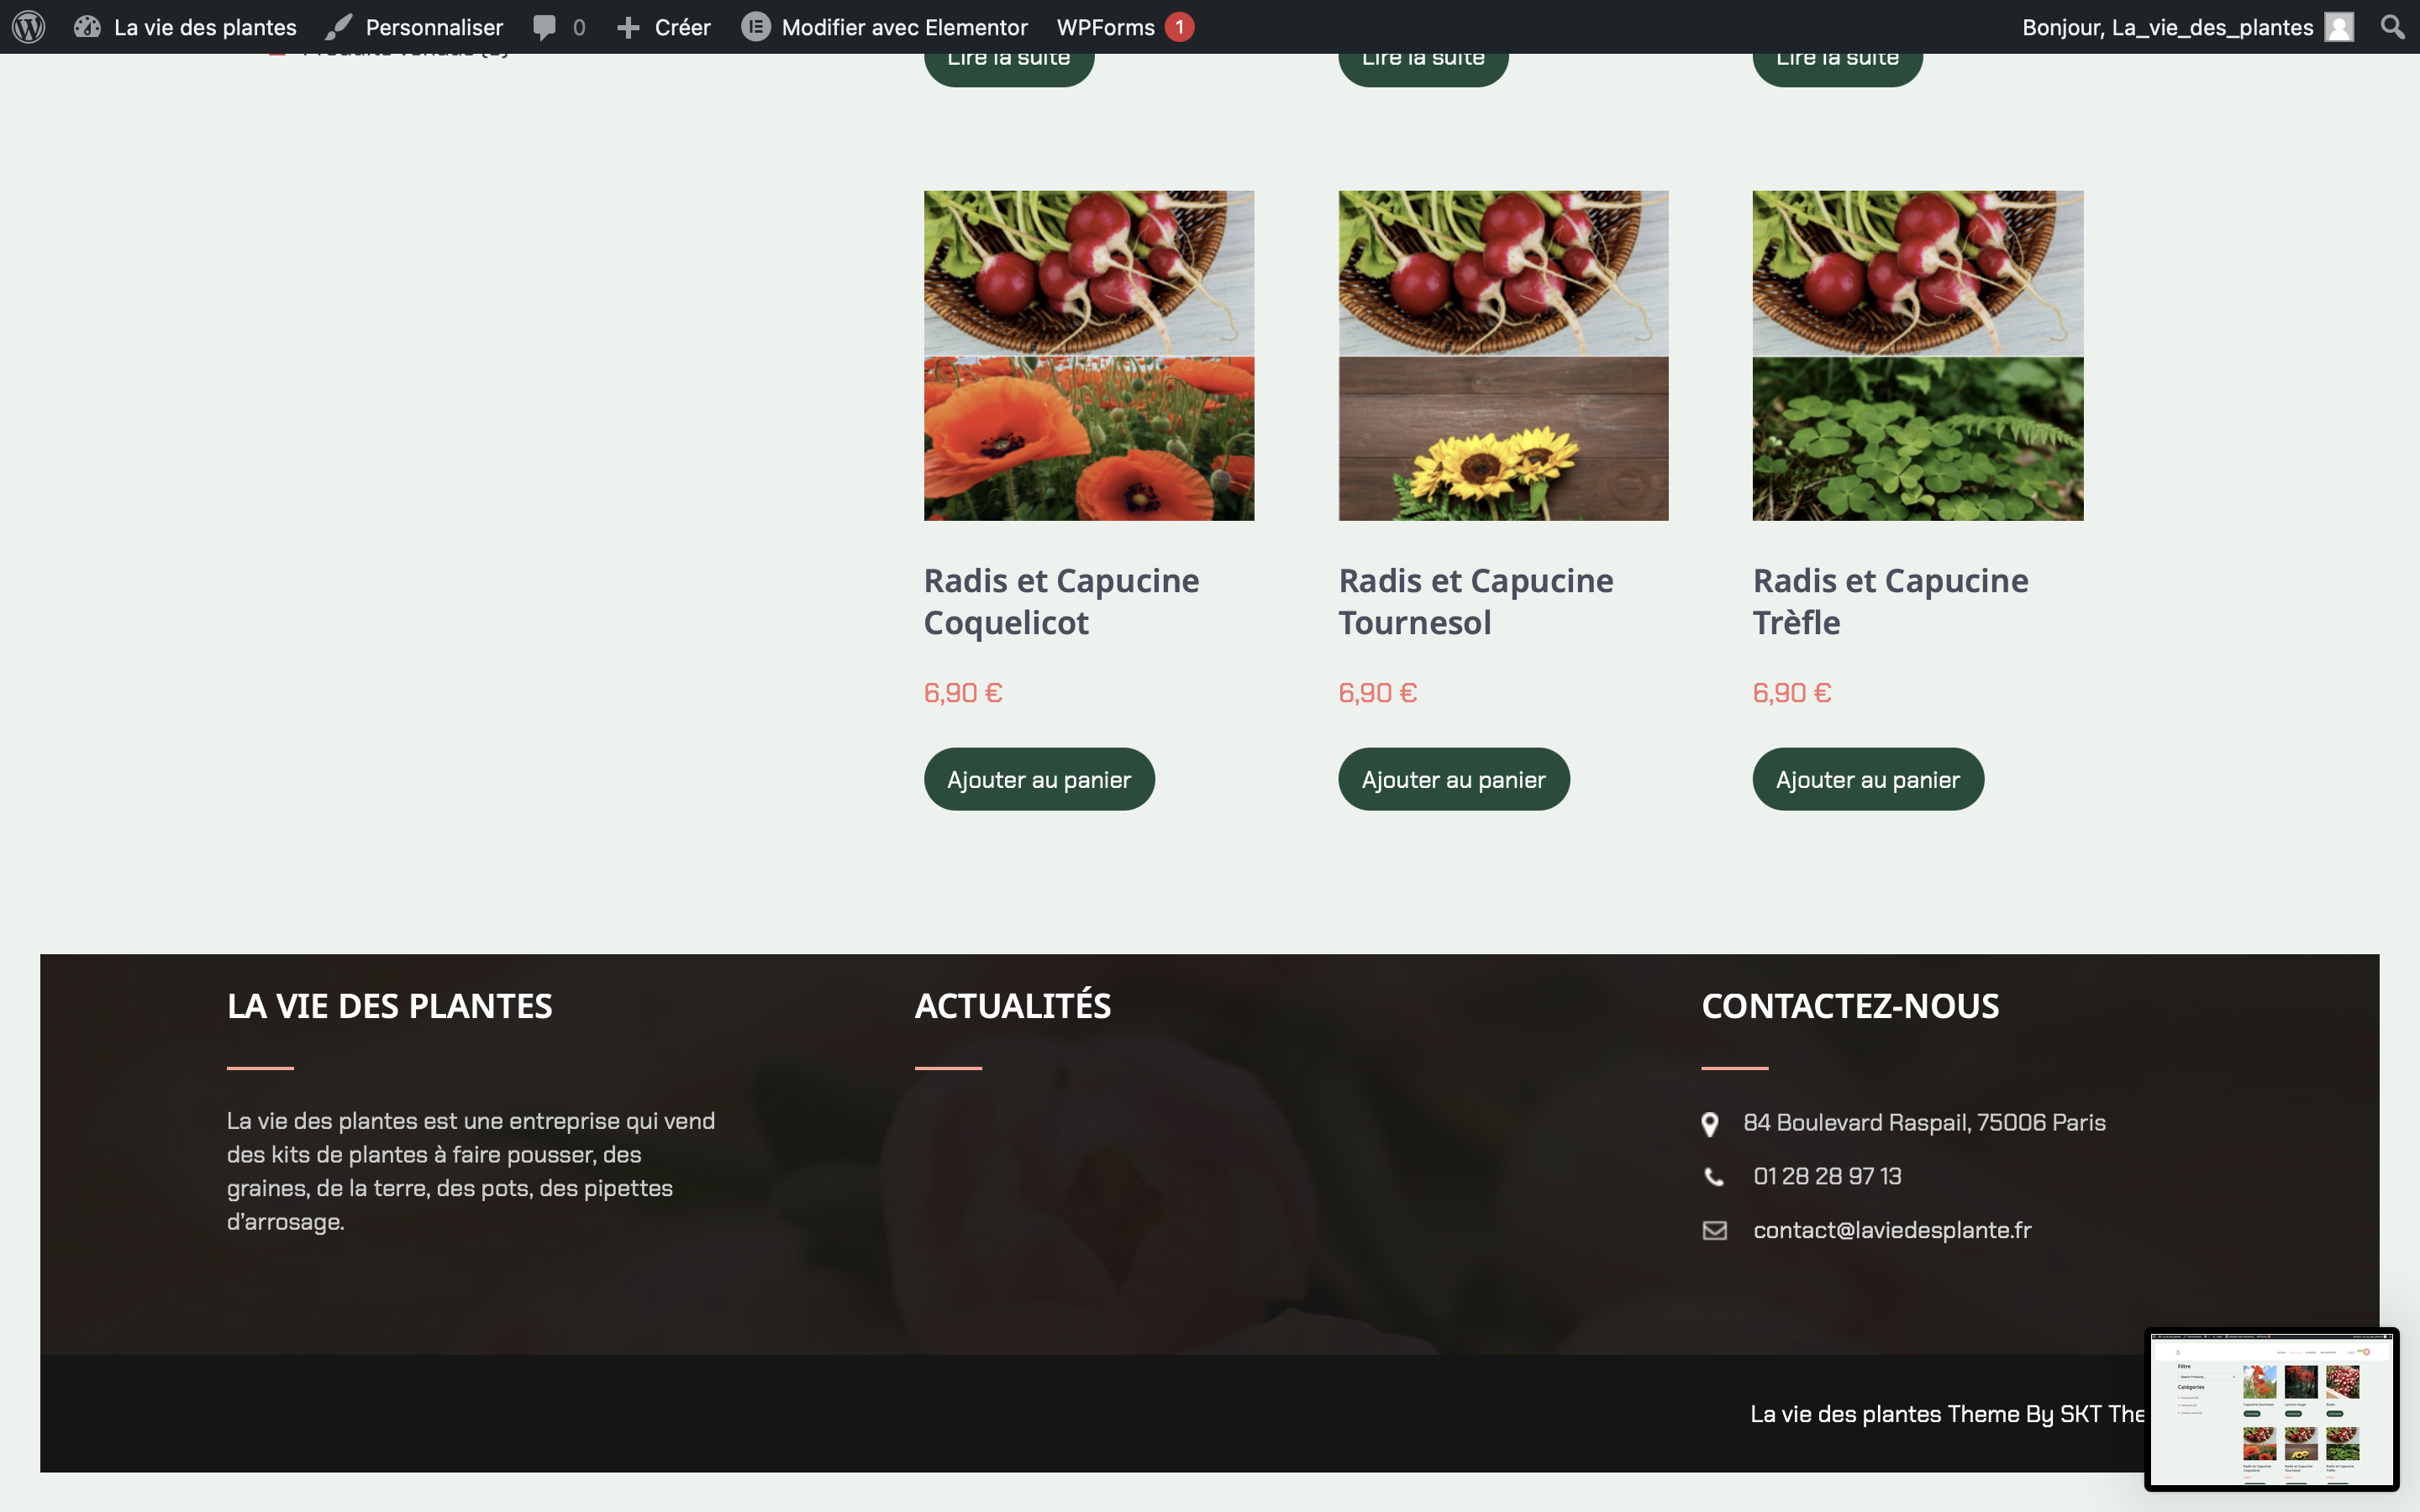 La vie des plantes Personnaliser 0 Créer Modifier avec Elementor WPForms 1 Bonjour, La_vie_des_plantes
Lire la suite Lire la suite Lire la suite
Radis et Capucine Coquelicot
6,90 €
Ajouter au panier
Radis et Capucine Tournesol
6,90 €
Ajouter au panier
Radis et Capucine Trèfle
6,90 €
Ajouter au panier
LA VIE DES PLANTES
La vie des plantes est une entreprise qui vend
des kits de plantes à faire pousser, des
graines, de la terre, des pots, des pipettes
d'arrosage.
ACTUALITÉS
CONTACTEZ-NOUS
84 Boulevard Raspail, 75006 Paris
01 28 28 97 13
contact@laviedesplante.fr
La vie des plantes Theme By SKT The
Filtre
Catégories